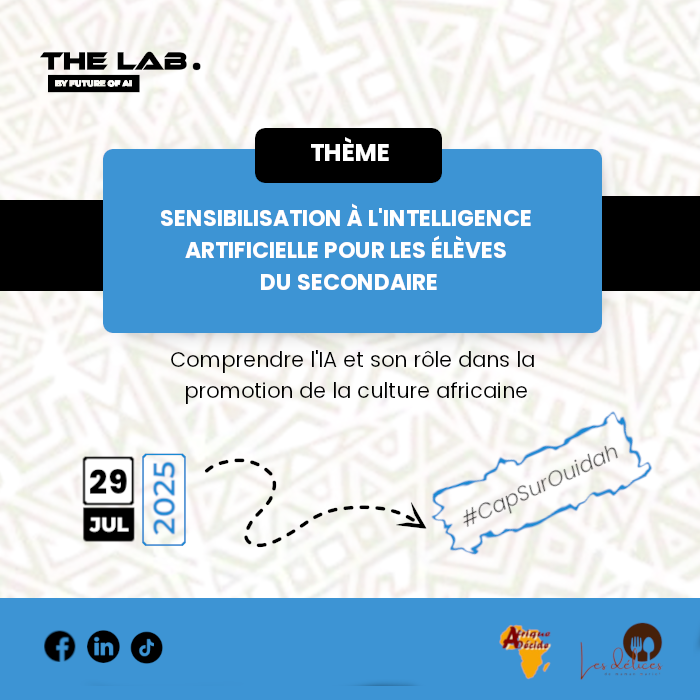 THE LAB.
BY FUTURE OF AI
THÈME
SENSIBILISATION À L'INTELLIGENCE
ARTIFICIELLE POUR LES ÉLÈVES
DU SECONDAIRE
Comprendre l'IA et son rôle dans la
promotion de la culture africaine
29
JUL
2025
#CapSurOuidah
Afrique
Décide
Les délices